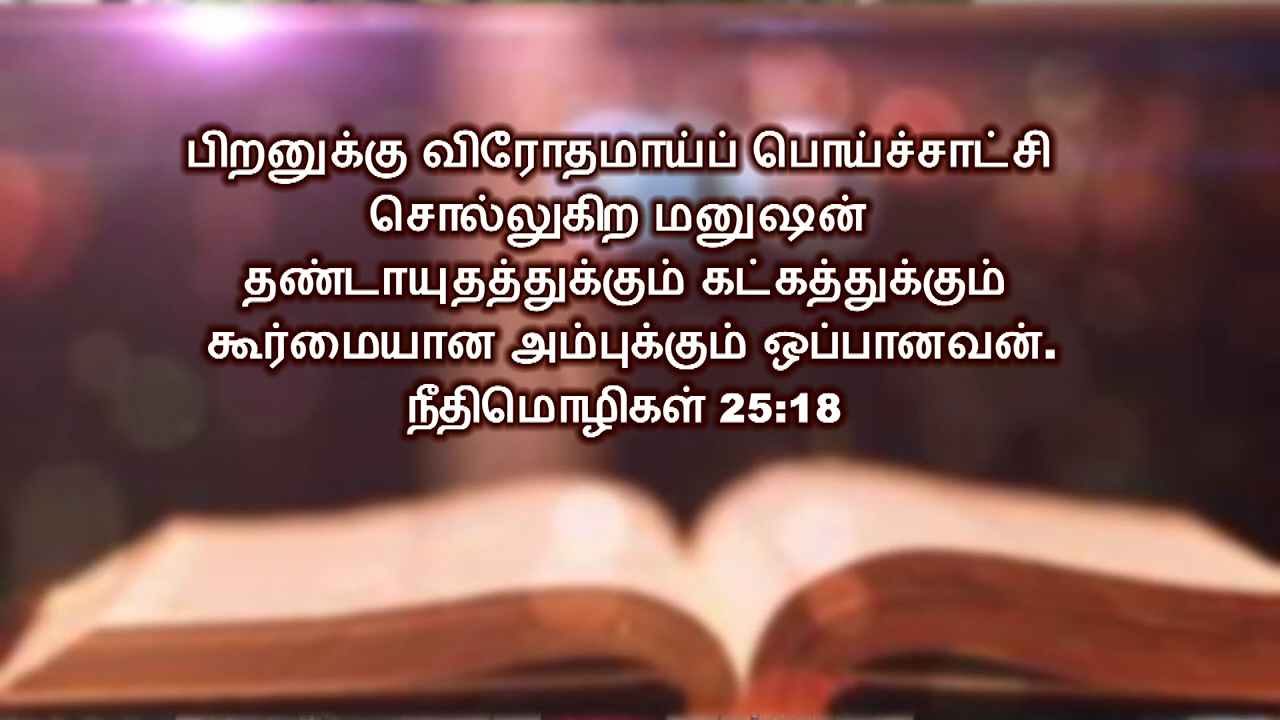 பிறனுக்கு விரோதமாய்ப் பொய்ச்சாட்சி
சொல்லுகிற மனுஷன்
தண்டாயுதத்துக்கும் கட்கத்துக்கும்
கூர்மையான அம்புக்கும் ஒப்பானவன்.
நீதிமொழிகள் 25:18